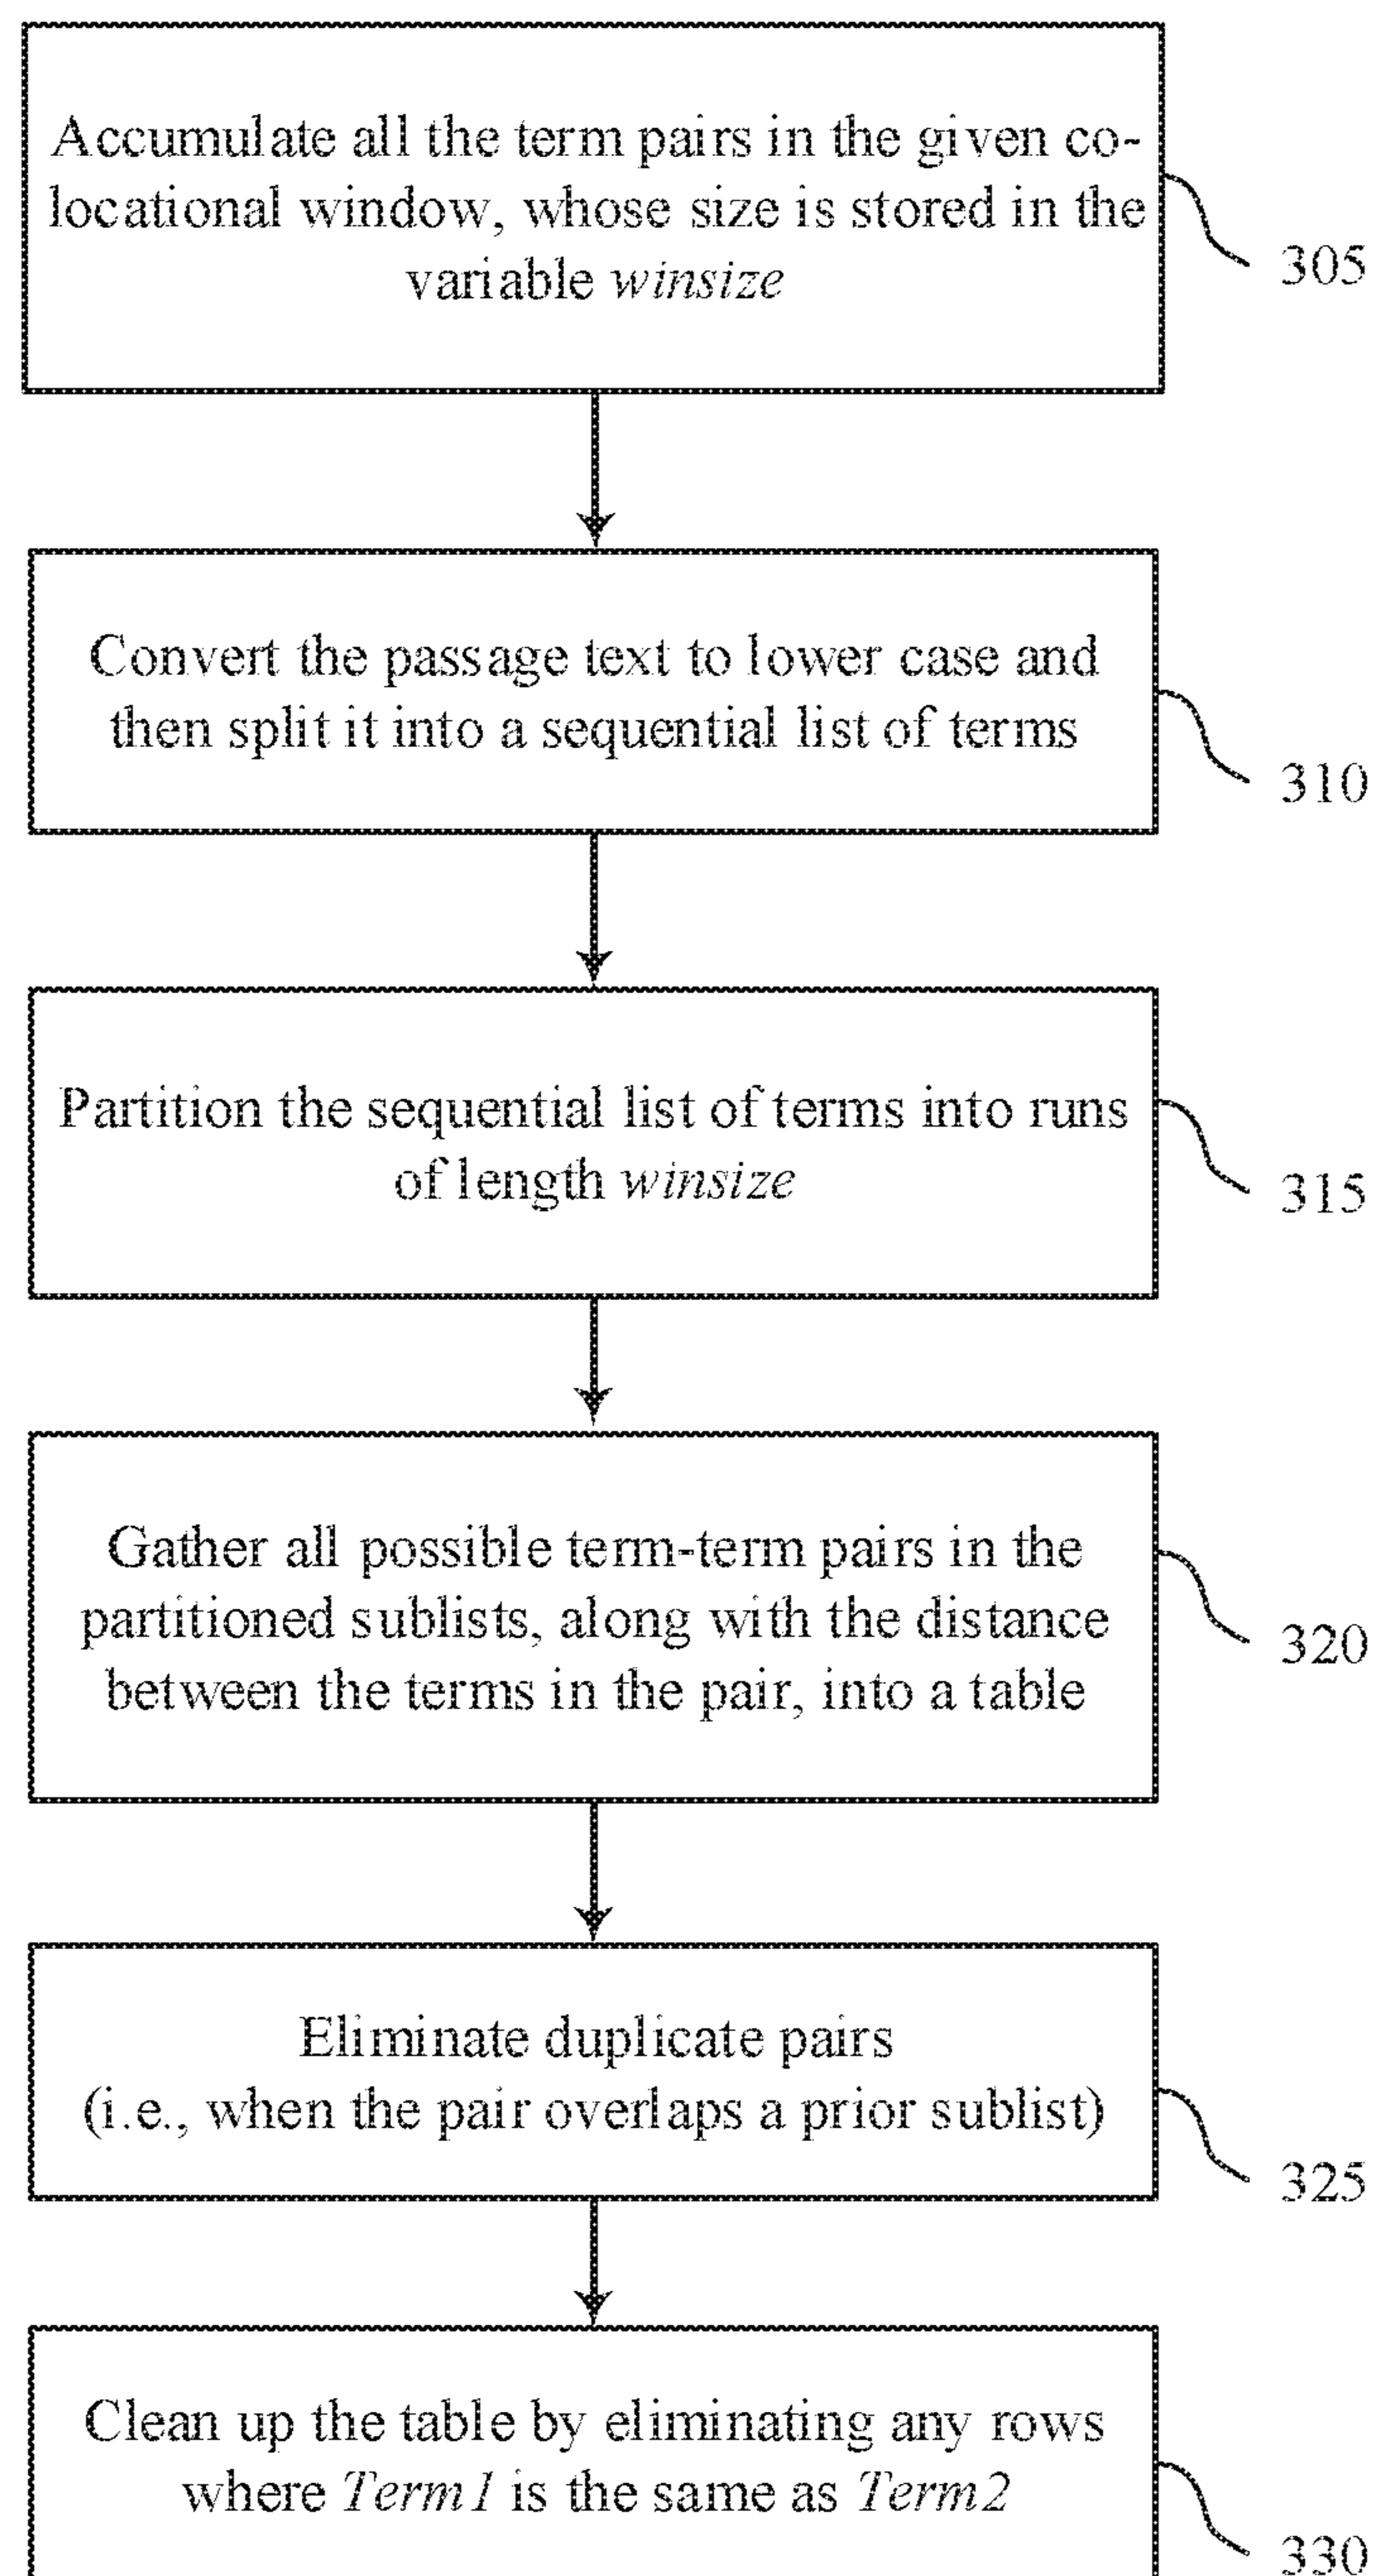 Accumulate all the term pairs in the given co-
locational window, whose size is stored in the
variable winsize
305
Convert the passage text to lower case and
then split it into a sequential list of terms
310
Partition the sequential list of terms into runs
of length winsize
315
Gather all possible term-term pairs in the
partitioned sublists, along with the distance
between the terms in the pair, into a table
320
Eliminate duplicate pairs
(i.e., when the pair overlaps a prior sublist)
325
Clean up the table by eliminating any rows
where Term1 is the same as Term2
330